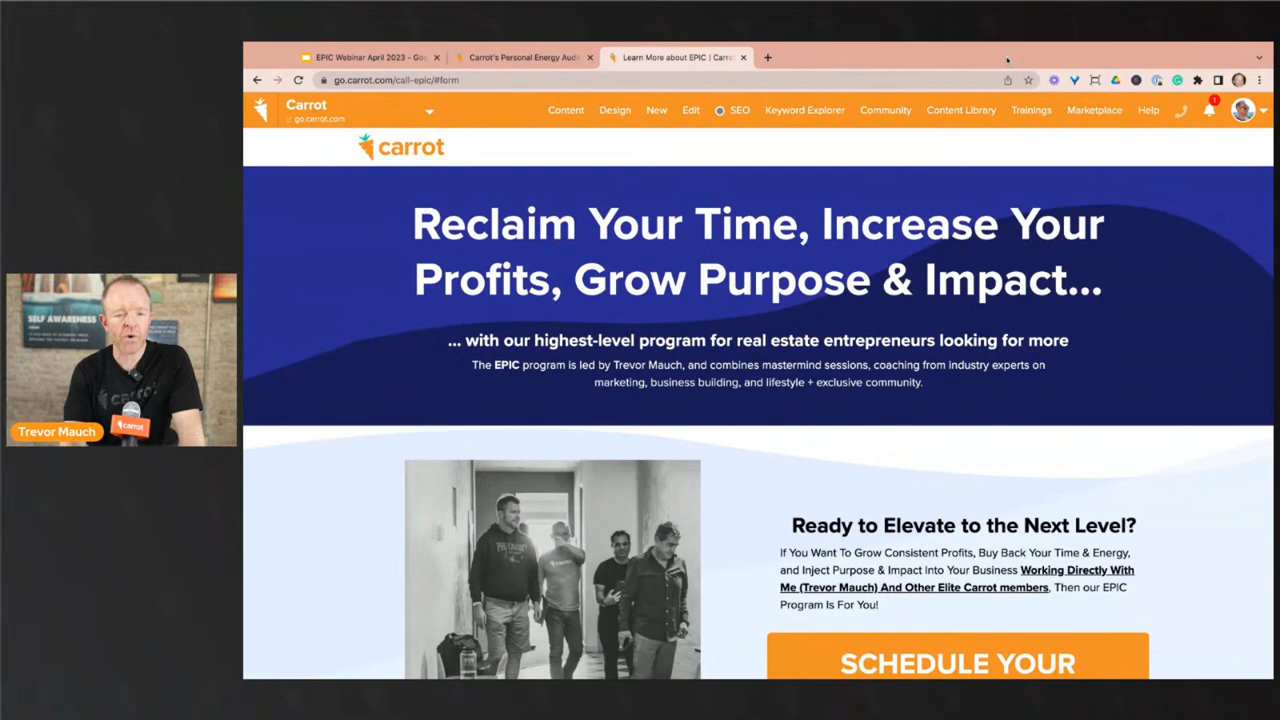 EPIC Webinar April 2023 - Goo
Carrot's Personal Energy Audi
Learn More about EPIC | Carro
go.carrot.com/call-epic/#form
Carrot
go.carrot.com
Content
Design
New
Edit
SEO
Keyword Explorer
Community
Content Library
Trainings
Marketplace
Help
1
carrot
Reclaim Your Time, Increase Your
Profits, Grow Purpose & Impact...
... with our highest-level program for real estate entrepreneurs looking for more
The EPIC program is led by Trevor Mauch, and combines mastermind sessions, coaching from industry experts on
marketing, business building, and lifestyle + exclusive community.
SELF AWARENESS
carrot
carrot
Trevor Mauch
Ready to Elevate to the Next Level?
If You Want To Grow Consistent Profits, Buy Back Your Time & Energy,
and Inject Purpose & Impact Into Your Business Working Directly With
Me (Trevor Mauch) And Other Elite Carrot members, Then our EPIC
Program Is For You!
SCHEDULE YOUR